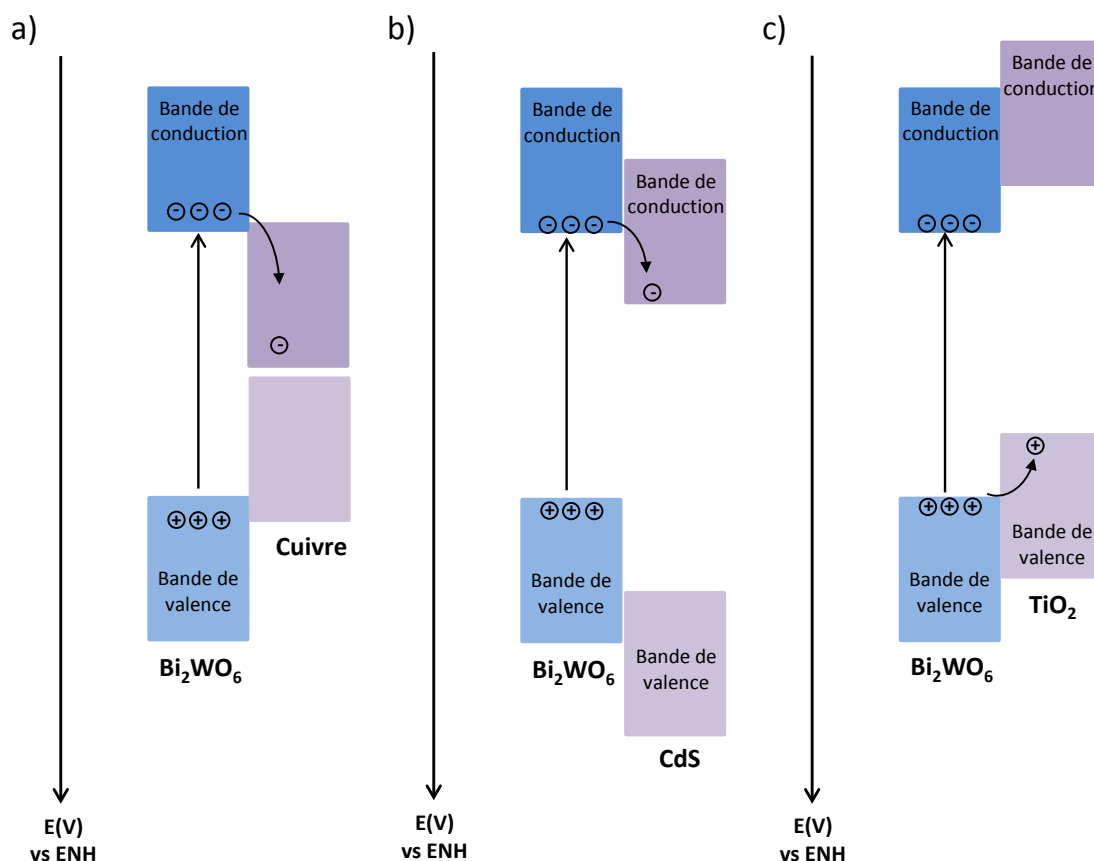 a)
Bande de
conduction
Cuivre
Bande de
valence
Bi₂WO₆
E(V)
vs ENH
b)
Bande de
conduction
Bande de
conduction
Bande de
valence
Bi₂WO₆
Bande de
valence
CdS
E(V)
vs ENH
c)
Bande de
conduction
Bande de
conduction
Bande de
valence
TiO₂
Bande de
valence
Bi₂WO₆
E(V)
vs ENH